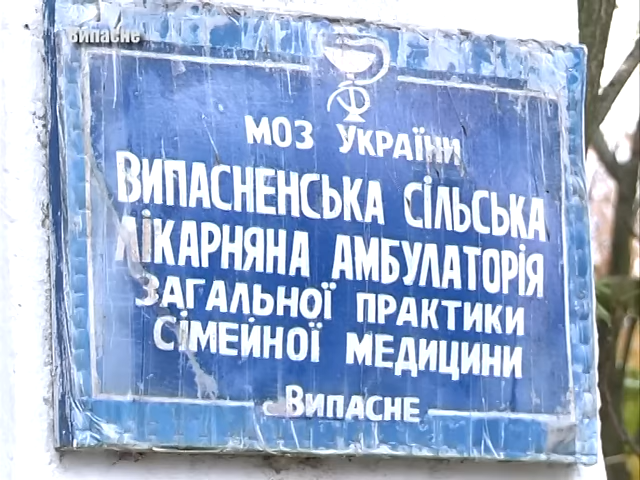 Випасне
МОЗ УКРАЇНИ
ВИПАСНЕНСЬКА СІЛЬСЬКА
ЛІКАРНЯНА АМБУЛАТОРІЯ
ЗАГАЛЬНОЇ ПРАКТИКИ
СІМЕЙНОЇ МЕДИЦИНИ
ВИПАСНЕ